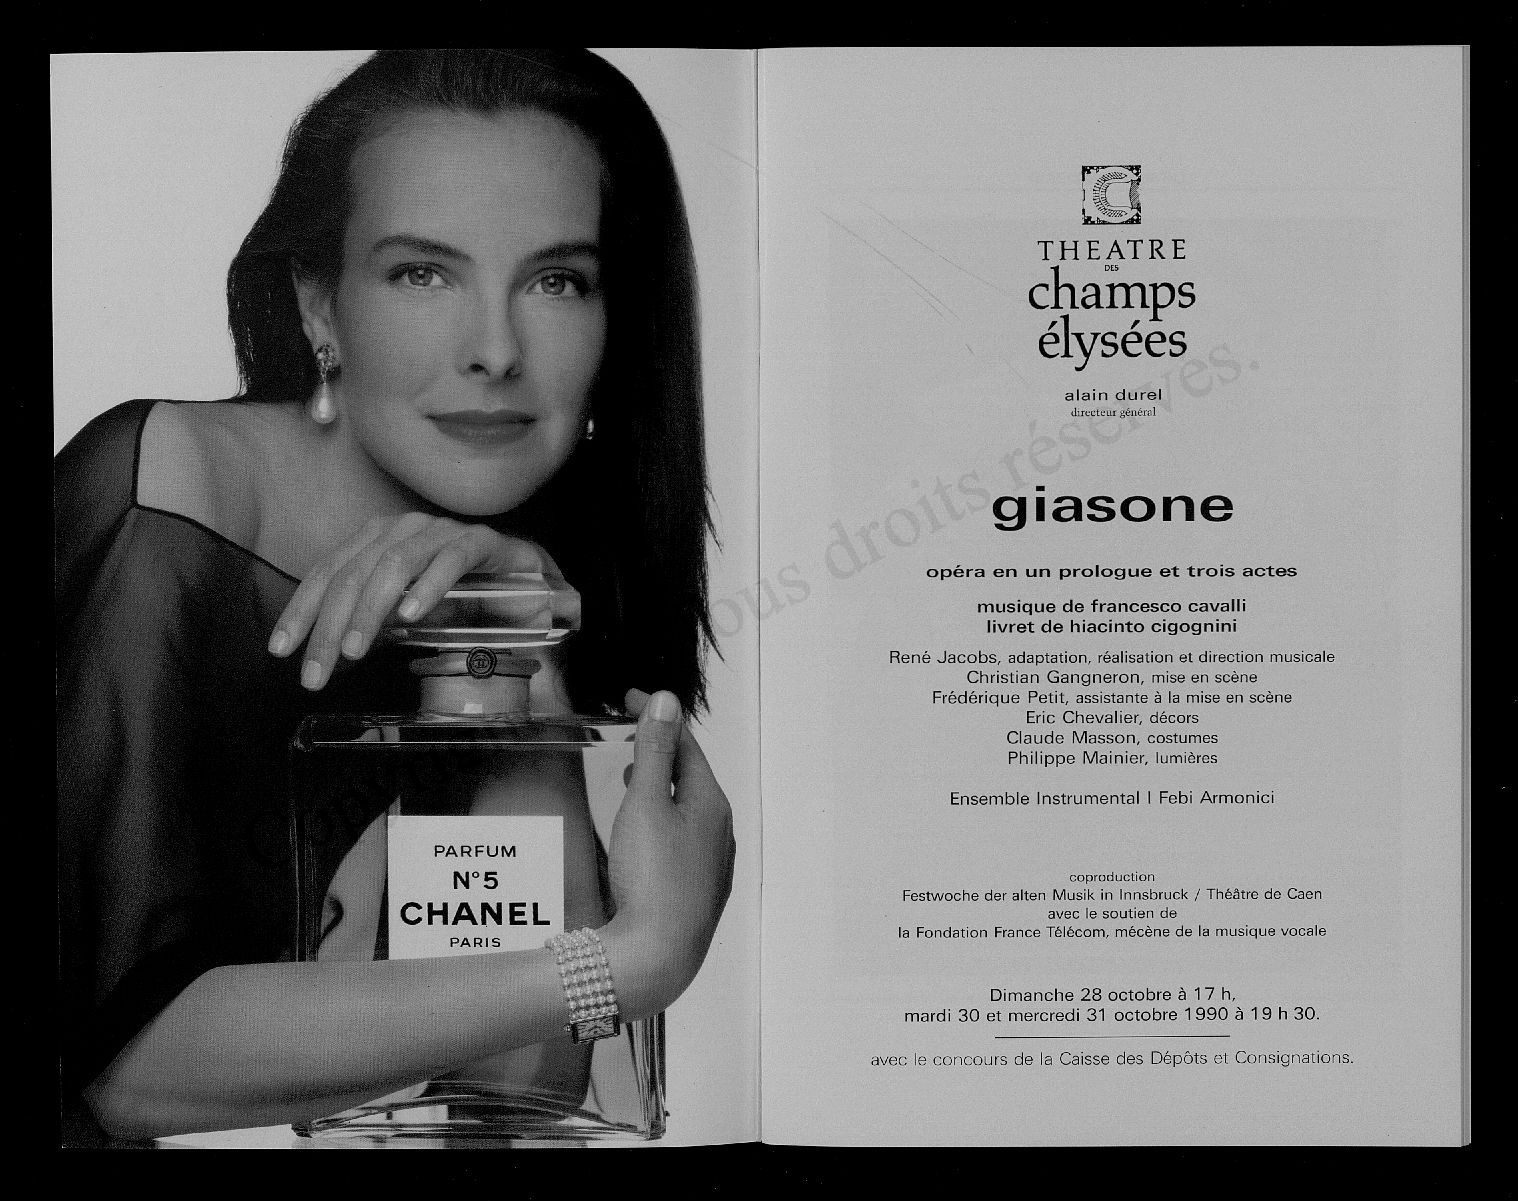 PARFUM
N°5
CHANEL
PARIS
THEATRE
DES
champs
élysées
alain durel
directeur général
giasone
opéra en un prologue et trois actes
musique de francesco cavalli
livret de hiacinto cigognini
René Jacobs, adaptation, réalisation et direction musicale
Christian Gangneron, mise en scène
Frédérique Petit, assistante à la mise en scène
Eric Chevalier, décors
Claude Masson, costumes
Philippe Mainier, lumières
Ensemble Instrumental I Febi Armonici
coproduction
Festwoche der alten Musik in Innsbruck / Théâtre de Caen
avec le soutien de
la Fondation France Télécom, mécène de la musique vocale
Dimanche 28 octobre à 17 h,
mardi 30 et mercredi 31 octobre 1990 à 19 h 30.
avec le concours de la Caisse des Dépôts et Consignations.
droits réservés.